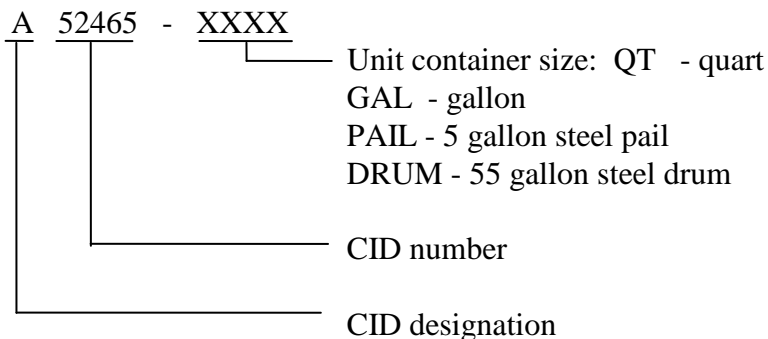 A 52465 - XXXX
Unit container size: QT - quart
GAL - gallon
PAIL - 5 gallon steel pail
DRUM - 55 gallon steel drum
CID number
CID designation